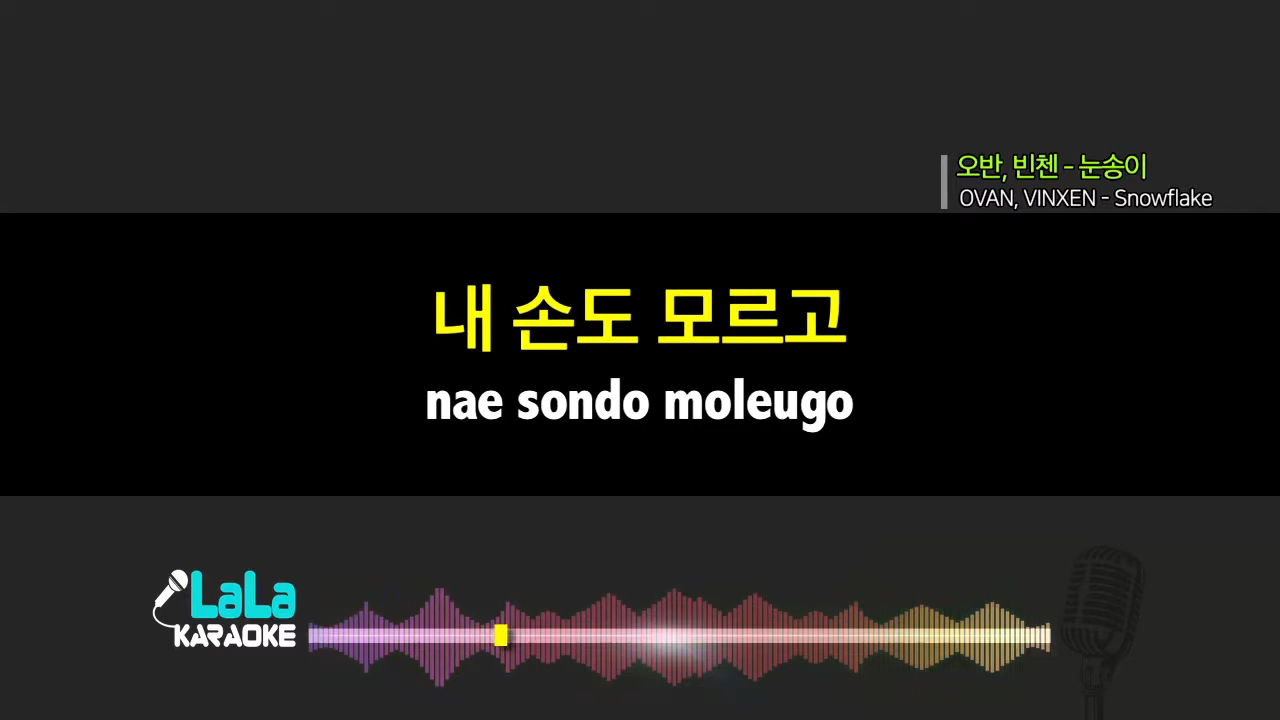 오반, 빈첸 - 눈송이
OVAN, VINXEN - Snowflake
내 손도 모르고
nae sondo moleugo
LaLa
KARAOKE